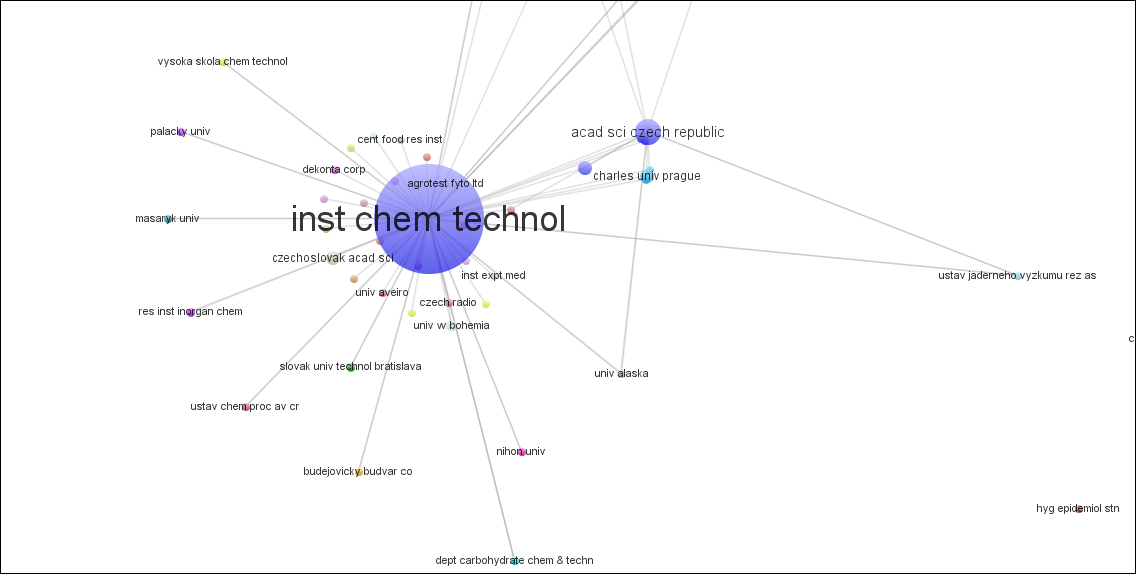 vysoka skola chem technol
palacky univ
acad sci czech republic
cent food res inst
dekonta corp
charles univ prague
agrotest fyto ltd
masaryk univ
inst chem technol
czechoslovak acad sci
inst expt med
ustav jaderneho vyzkumu rez as
univ aveiro
czech radio
res inst inorgan chem
univ w bohemia
c
slovak univ technol bratislava
univ alaska
ustav chem proc av cr
nihon univ
budejovicky budvar co
hyg epidemiol stn
dept carbohydrate chem & techn